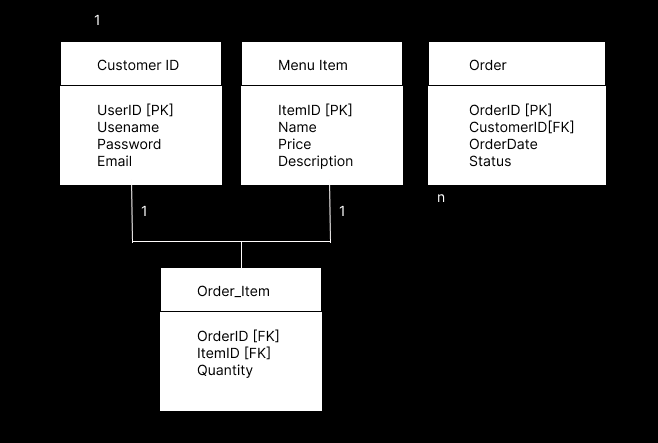 1
Customer ID
UserID [PK]
Usename
Password
Email
Menu Item
ItemID [PK]
Name
Price
Description
Order
OrderID [PK]
CustomerID[FK]
OrderDate
Status
1
1
n
Order_Item
OrderID [FK]
ItemID [FK]
Quantity